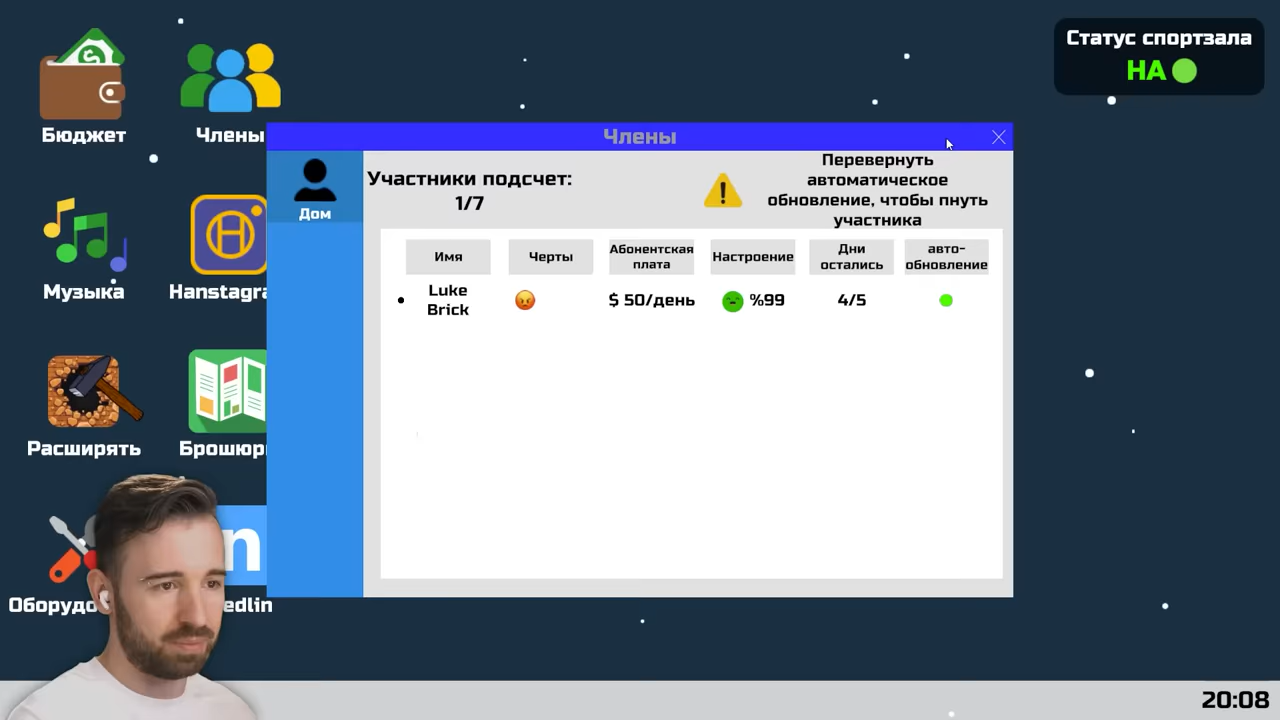 Статус спортзала
НА
Бюджет
Члены
Члены
Участники подсчет:
1/7
Перевернуть
автоматическое
обновление, чтобы пнуть
участника
Дом
Имя
Черты
Абонентская
плата
Настроение
Дни
остались
авто-
обновление
Luke
Brick
$ 50/день
%99
4/5
Музыка
Hanstagra
Расширять
Брошюр
n
Оборудо
edlin
20:08